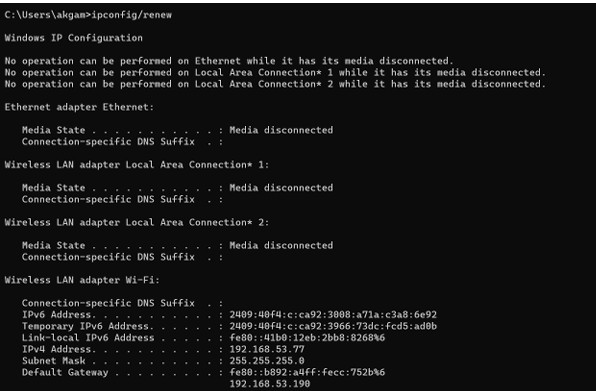 C:\Users\akgam>ipconfig/renew
Windows IP Configuration
No operation can be performed on Ethernet while it has its media disconnected.
No operation can be performed on Local Area Connection* 1 while it has its media disconnected.
No operation can be performed on Local Area Connection* 2 while it has its media disconnected.
Ethernet adapter Ethernet:
Media State . . . . . . . . . . . : Media disconnected
Connection-specific DNS Suffix  . :
Wireless LAN adapter Local Area Connection* 1:
Media State . . . . . . . . . . . : Media disconnected
Connection-specific DNS Suffix  . :
Wireless LAN adapter Local Area Connection* 2:
Media State . . . . . . . . . . . : Media disconnected
Connection-specific DNS Suffix  . :
Wireless LAN adapter Wi-Fi:
Connection-specific DNS Suffix  . :
IPv6 Address. . . . . . . . . . . : 2409:40f4:c:ca92:3008:a71a:c3a8:6e92
Temporary IPv6 Address. . . . . . : 2409:40f4:c:ca92:3966:73dc:fcd5:ad0b
Link-local IPv6 Address . . . . . : fe80::41b0:12eb:2bb8:8268%6
IPv4 Address. . . . . . . . . . . : 192.168.53.77
Subnet Mask . . . . . . . . . . . : 255.255.255.0
Default Gateway . . . . . . . . . : fe80::b892:a4ff:fecc:752b%6
192.168.53.190